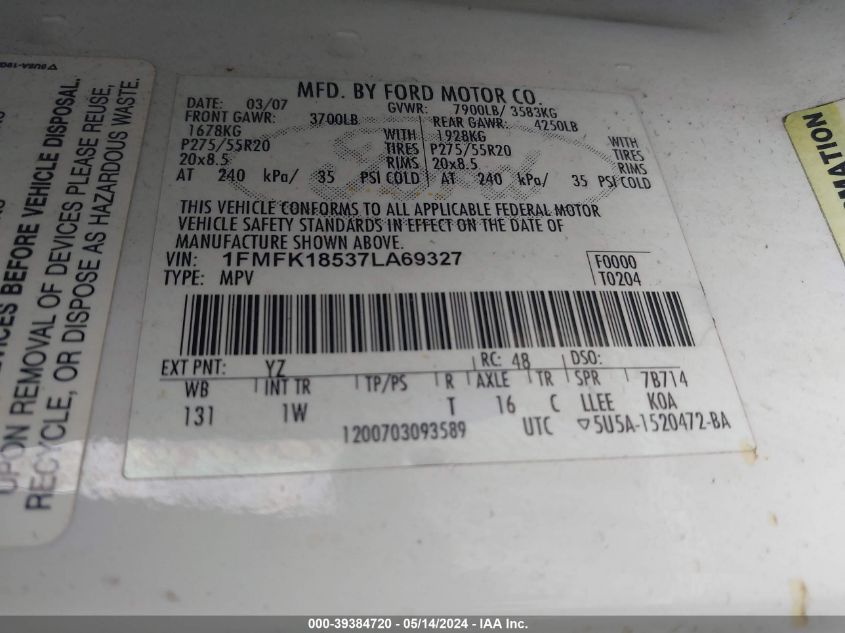 MFD. BY FORD MOTOR CO.
DATE: 03/07 GVWR: 7900LB/ 3583KG
FRONT GAWR: 3700LB REAR GAWR: 4250LB
1678KG WITH 1928KG WITH
P275/55R20 TIRES P275/55R20 TIRES
20x8.5 RIMS 20x8.5 RIMS
AT 240 kPa/ 35 PSI COLD AT 240 kPa/ 35 PSI COLD
THIS VEHICLE CONFORMS TO ALL APPLICABLE FEDERAL MOTOR
VEHICLE SAFETY STANDARDS IN EFFECT ON THE DATE OF
MANUFACTURE SHOWN ABOVE.
VIN: 1FMFK18537LA69327 F0000
TYPE: MPV T0204
EXT PNT: YZ RC: 48 DSO:
WB INT TR TP/PS R AXLE TR SPR 7B714
131 1W T 16 C LLEE KOA
1200703093589 UTC ▽5U5A-1520472-BA
BEFORE VEHICLE DISPOSAL.
UPON REMOVAL OF DEVICES PLEASE REUSE,
RECYCLE, OR DISPOSE AS HAZARDOUS WASTE.
000-39384720 — 05/14/2024 — IAA Inc.